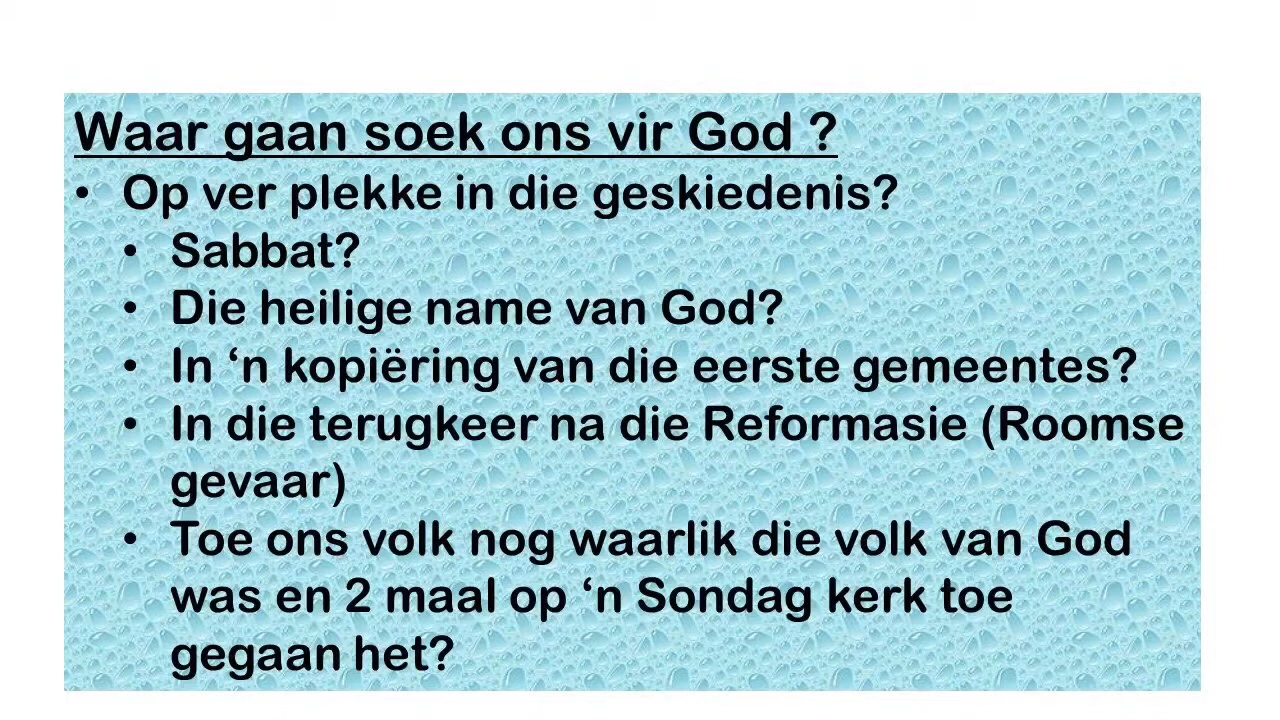 Waar gaan soek ons vir God ?
• Op ver plekke in die geskiedenis?
• Sabbat?
• Die heilige name van God?
• In ‘n kopiëring van die eerste gemeentes?
• In die terugkeer na die Reformasie (Roomse
gevaar)
• Toe ons volk nog waarlik die volk van God
was en 2 maal op ‘n Sondag kerk toe
gegaan het?